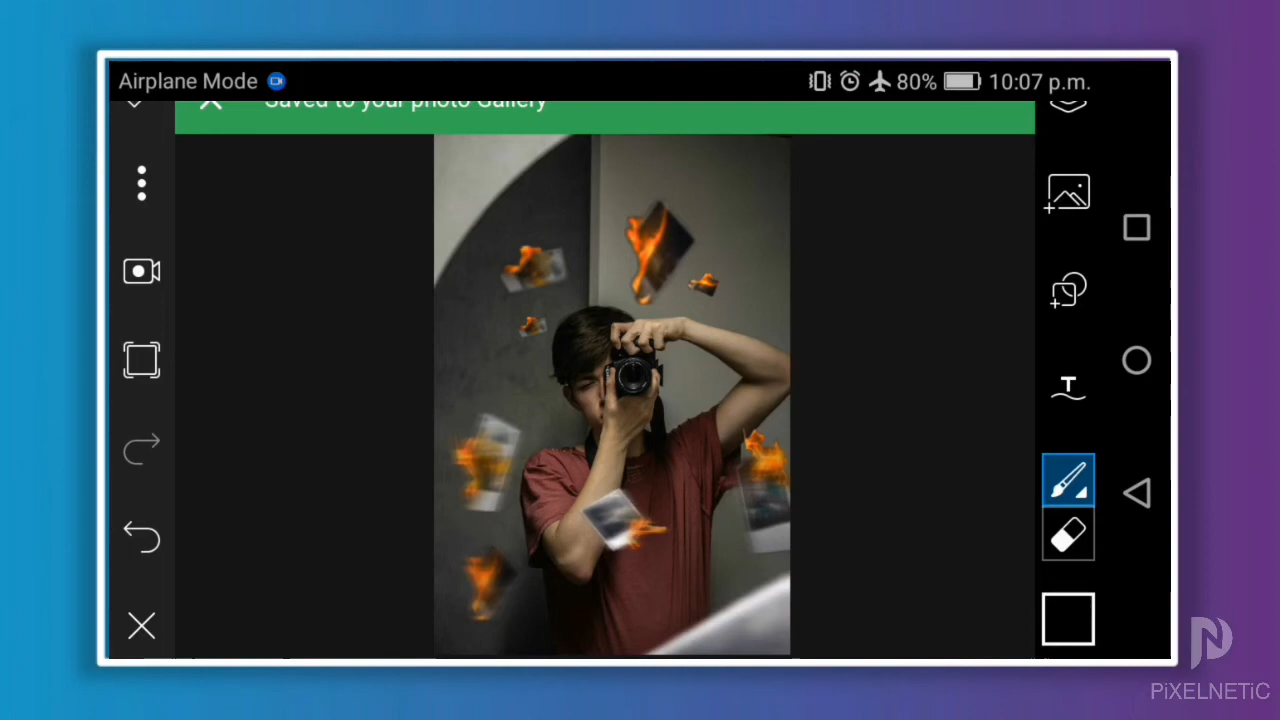 Airplane Mode
80% 10:07 p.m.
Saved to your photo Gallery
T
PiXELNETiC